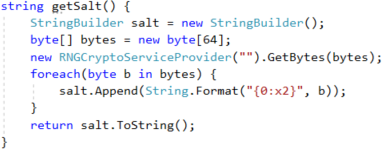 string getSalt() {
    StringBuilder salt = new StringBuilder();
    byte[] bytes = new byte[64];
    new RNGCryptoServiceProvider("").GetBytes(bytes);
    foreach(byte b in bytes) {
        salt.Append(String.Format("{0:x2}", b));
    }
    return salt.ToString();
}